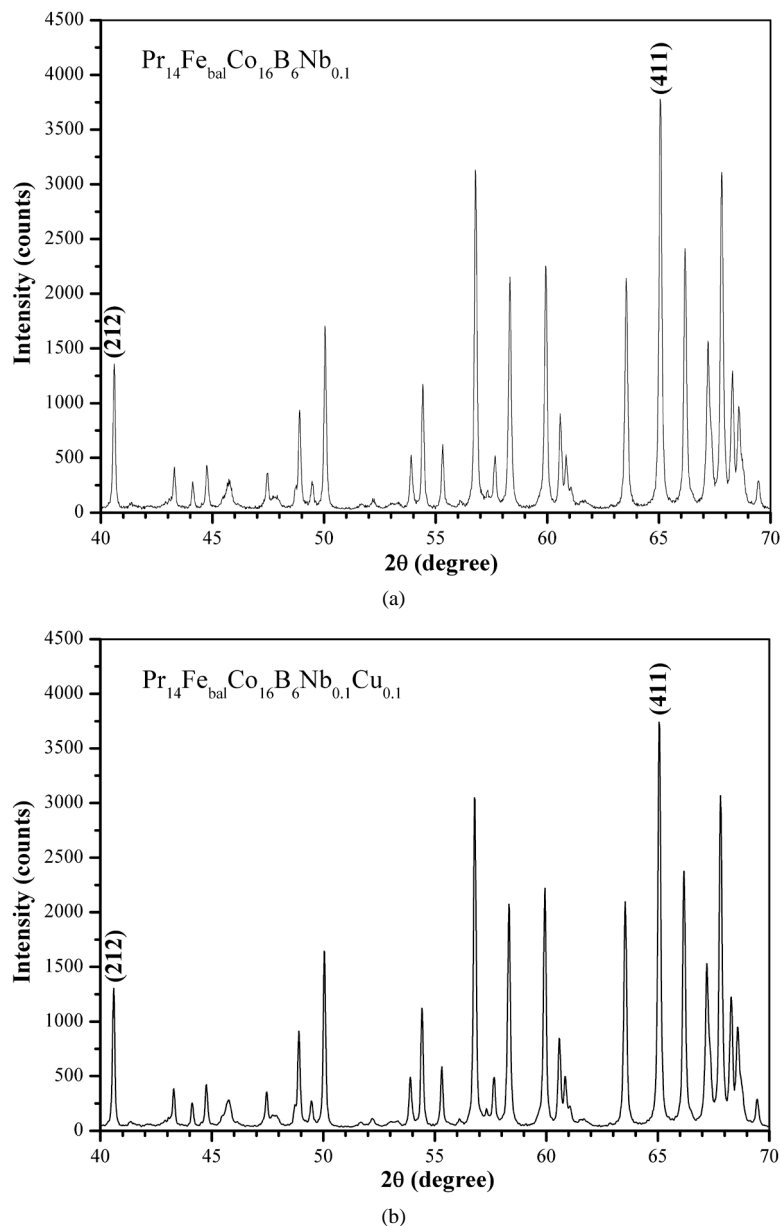 4500
4000
3500
3000
2500
2000
1500
1000
500
0
Intensity (counts)
Pr₁₄Fe_balCo₁₆B₆Nb₀.₁
(212)
(411)
40 45 50 55 60 65 70
2θ (degree)
(a)
4500
4000
3500
3000
2500
2000
1500
1000
500
0
Intensity (counts)
Pr₁₄Fe_balCo₁₆B₆Nb₀.₁Cu₀.₁
(212)
(411)
40 45 50 55 60 65 70
2θ (degree)
(b)